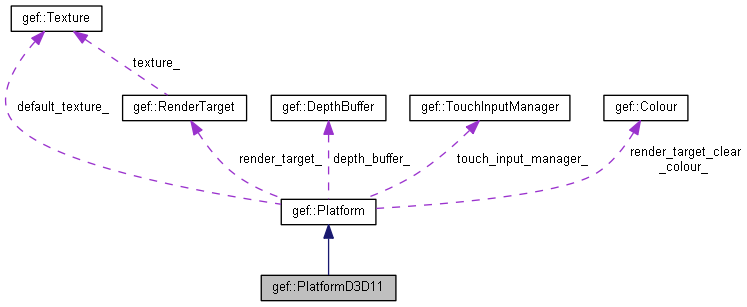 gef::Texture
texture_
default_texture_
gef::RenderTarget
gef::DepthBuffer
gef::TouchInputManager
gef::Colour
render_target_
depth_buffer_
touch_input_manager_
render_target_clear
_colour_
gef::Platform
gef::PlatformD3D11